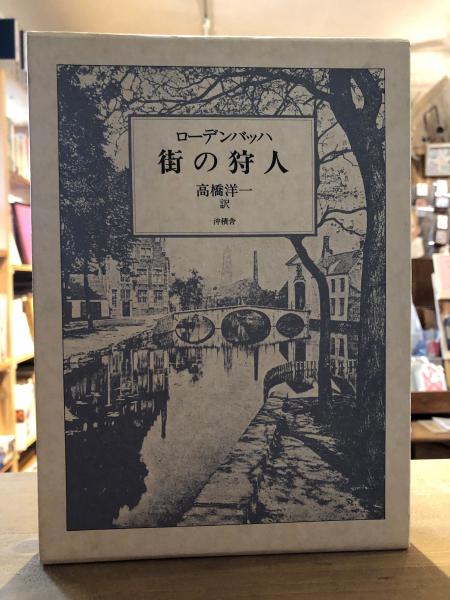 ローデンバッハ
街の狩人
高橋洋一
訳
沖積舎